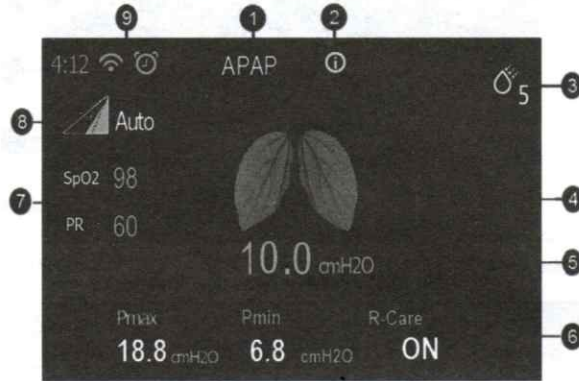 9 1 2
4:12 APAP
5 3
8 Auto
SpO2 98
7 4
PR 60
10.0 cmH2O 5
Pmax Pmin R-Care
6
18.8 cmH2O 6.8 cmH2O ON